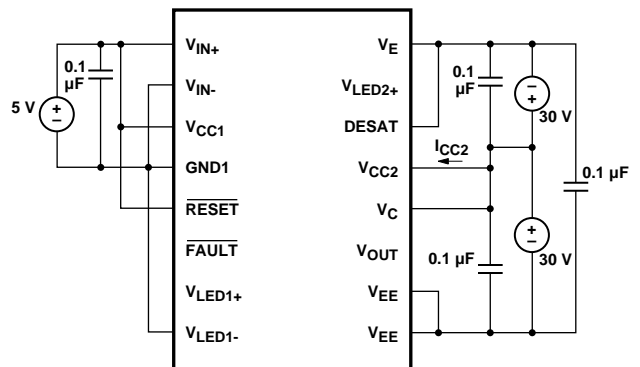 V_IN+
V_IN-
V_CC1
GND1
RESET
FAULT
V_LED1+
V_LED1-
V_E
V_LED2+
DESAT
V_CC2
V_C
V_OUT
V_EE
V_EE
0.1
µF
5 V
+
−
0.1
µF
−
+
30 V
I_CC2
0.1 µF
+
−
30 V
0.1 µF